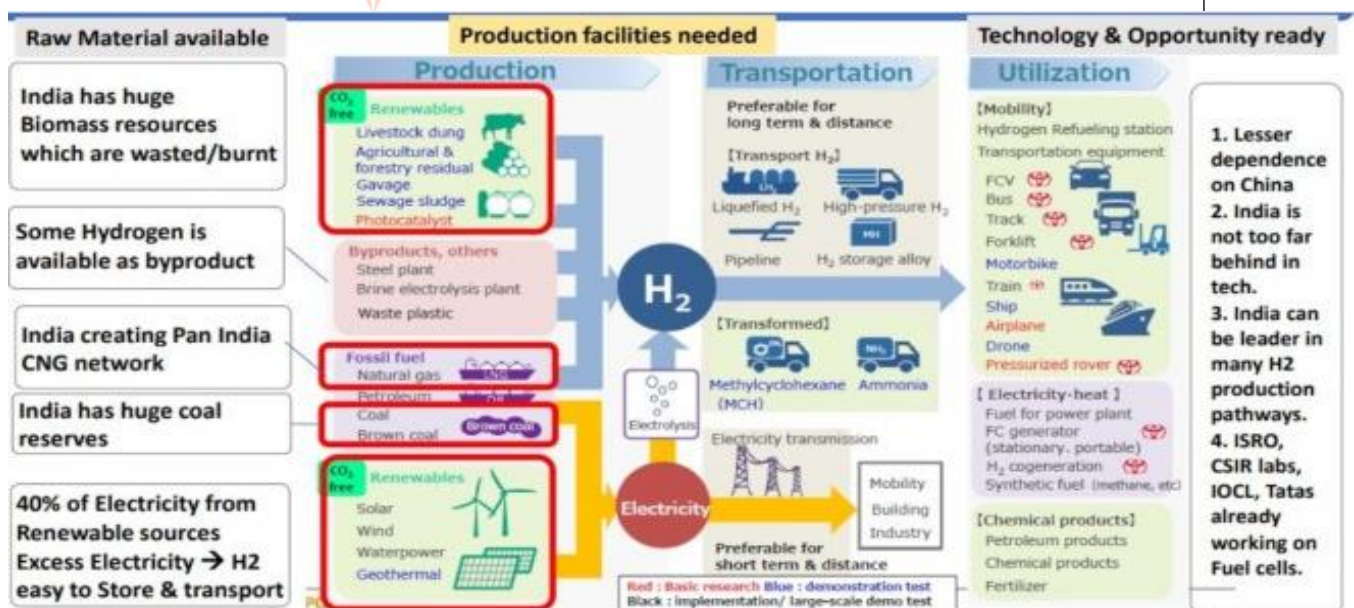 Raw Material available
India has huge
Biomass resources
which are wasted/burnt
Some Hydrogen is
available as byproduct
India creating Pan India
CNG network
India has huge coal
reserves
40% of Electricity from
Renewable sources
Excess Electricity → H2
easy to Store & transport
Production facilities needed
Production
CO2
free
Renewables
Livestock dung
Agricultural &
forestry residual
Gavage
Sewage sludge
Photocatalyst
Byproducts, others
Steel plant
Brine electrolysis plant
Waste plastic
Fossil fuel
Natural gas
LNG
Petroleum
Coal
Brown coal
Brown coal
CO2
free
Renewables
Solar
Wind
Waterpower
Geothermal
H2
Electrolysis
Electricity
Transportation
Preferable for
long term & distance
【Transport H2】
LH2
Liquefied H2
High-pressure H2
MH
Pipeline
H2 storage alloy
【Transformed】
NH3
Methylcyclohexane
(MCH)
Ammonia
Electricity transmission
Preferable for
short term & distance
Mobility
Building
Industry
Red : Basic research Blue : demonstration test
Black : implementation/ large-scale demo test
Technology & Opportunity ready
Utilization
【Mobility】
Hydrogen Refueling station
Transportation equipment
FCV
Bus
Track
Forklift
Motorbike
Train
Ship
Airplane
Drone
Pressurized rover
【 Electricity·heat 】
Fuel for power plant
FC generator
(stationary. portable)
H2 cogeneration
Synthetic fuel (methane, etc)
【Chemical products】
Petroleum products
Chemical products
Fertilizer
1. Lesser
dependence
on China
2. India is
not too far
behind in
tech.
3. India can
be leader in
many H2
production
pathways.
4. ISRO,
CSIR labs,
IOCL, Tatas
already
working on
Fuel cells.